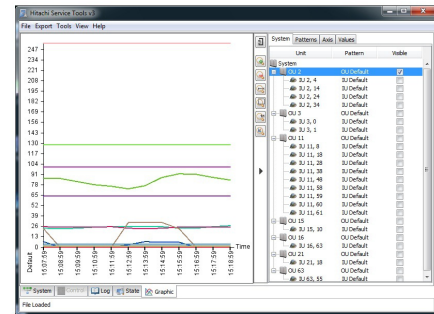 Hitachi Service Tools v3
File Export Tools View Help
System Patterns Axis Values
Unit Pattern Visible
System
OU 2 OU Default
IU 2, 4 IU Default
IU 2, 14 IU Default
IU 2, 24 IU Default
IU 2, 34 IU Default
OU 3 OU Default
IU 3, 0 IU Default
IU 3, 1 IU Default
OU 11 OU Default
IU 11, 8 IU Default
IU 11, 18 IU Default
IU 11, 28 IU Default
IU 11, 38 IU Default
IU 11, 48 IU Default
IU 11, 58 IU Default
IU 11, 59 IU Default
IU 11, 60 IU Default
IU 11, 61 IU Default
OU 15 OU Default
IU 15, 10 IU Default
OU 16 OU Default
IU 16, 63 IU Default
OU 21 OU Default
IU 21, 18 IU Default
OU 63 OU Default
IU 63, 55 IU Default
247
234
221
208
195
182
169
156
143
130
117
104
91
78
65
52
39
26
13
0
Default
Time
15:07:59
15:08:59
15:09:59
15:10:59
15:11:59
15:12:59
15:13:59
15:14:59
15:15:59
15:16:59
15:17:59
15:18:59
System Log State Graphic
File Loaded